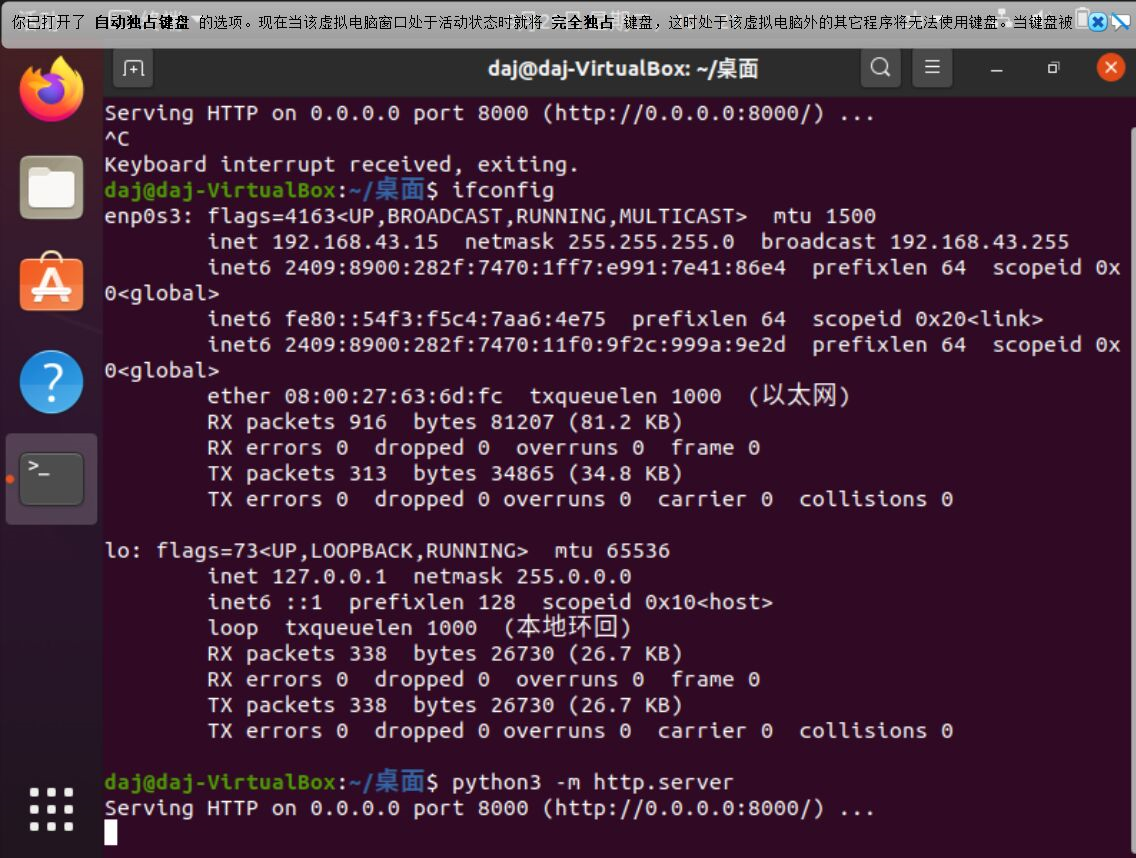 你已打开了 自动独占键盘 的选项。现在当该虚拟电脑窗口处于活动状态时就将 完全独占 键盘，这时处于该虚拟电脑外的其它程序将无法使用键盘。当键盘被
daj@daj-VirtualBox: ~/桌面
Serving HTTP on 0.0.0.0 port 8000 (http://0.0.0.0:8000/) ...
^C
Keyboard interrupt received, exiting.
daj@daj-VirtualBox:~/桌面$ ifconfig
enp0s3: flags=4163<UP,BROADCAST,RUNNING,MULTICAST>  mtu 1500
        inet 192.168.43.15  netmask 255.255.255.0  broadcast 192.168.43.255
        inet6 2409:8900:282f:7470:1ff7:e991:7e41:86e4  prefixlen 64  scopeid 0x
0<global>
        inet6 fe80::54f3:f5c4:7aa6:4e75  prefixlen 64  scopeid 0x20<link>
        inet6 2409:8900:282f:7470:11f0:9f2c:999a:9e2d  prefixlen 64  scopeid 0x
0<global>
        ether 08:00:27:63:6d:fc  txqueuelen 1000  (以太网)
        RX packets 916  bytes 81207 (81.2 KB)
        RX errors 0  dropped 0  overruns 0  frame 0
        TX packets 313  bytes 34865 (34.8 KB)
        TX errors 0  dropped 0 overruns 0  carrier 0  collisions 0
lo: flags=73<UP,LOOPBACK,RUNNING>  mtu 65536
        inet 127.0.0.1  netmask 255.0.0.0
        inet6 ::1  prefixlen 128  scopeid 0x10<host>
        loop  txqueuelen 1000  (本地环回)
        RX packets 338  bytes 26730 (26.7 KB)
        RX errors 0  dropped 0  overruns 0  frame 0
        TX packets 338  bytes 26730 (26.7 KB)
        TX errors 0  dropped 0 overruns 0  carrier 0  collisions 0
daj@daj-VirtualBox:~/桌面$ python3 -m http.server
Serving HTTP on 0.0.0.0 port 8000 (http://0.0.0.0:8000/) ...